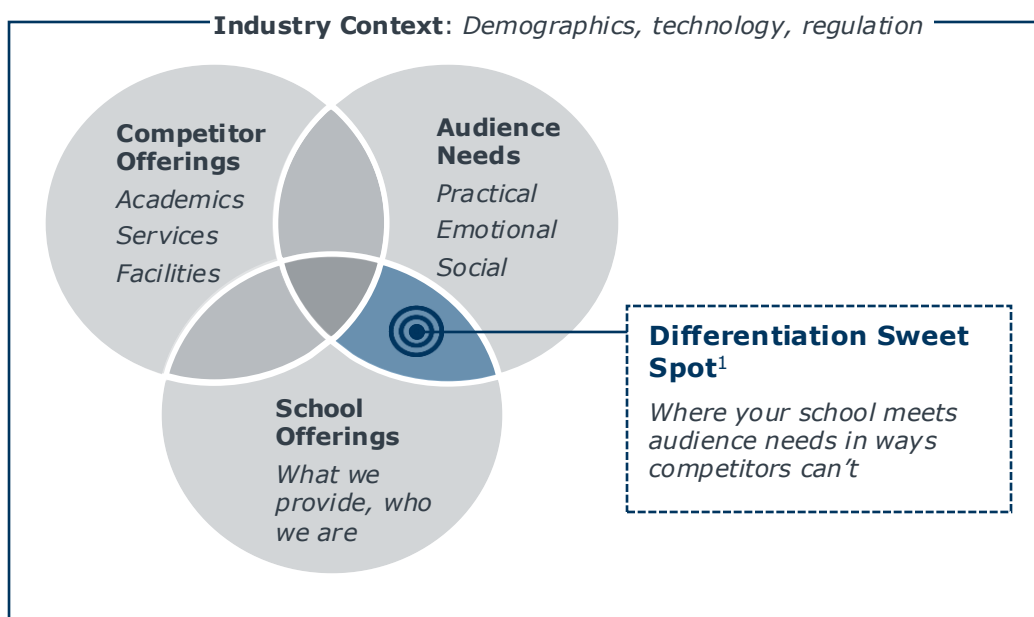 Industry Context: Demographics, technology, regulation
Competitor
Offerings
Academics
Services
Facilities
Audience
Needs
Practical
Emotional
Social
School
Offerings
What we
provide, who
we are
Differentiation Sweet
Spot¹
Where your school meets
audience needs in ways
competitors can’t